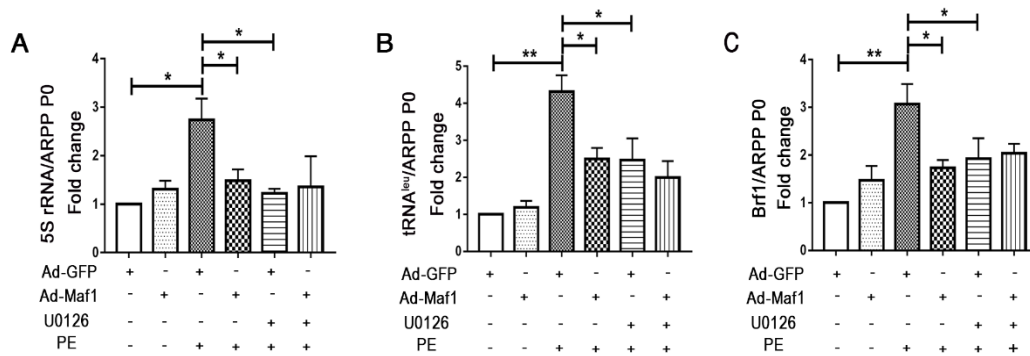 A
B
C
5S rRNA/ARPP P0
Fold change
4
3
2
1
0
*
*
*
tRNAˡᵉᵘ/ARPP P0
Fold change
5
4
3
2
1
0
**
*
*
Brf1/ARPP P0
Fold change
4
3
2
1
0
**
*
*
Ad-GFP + - + - + -
Ad-Maf1 - + - + - +
U0126 - - - - + +
PE - - + + + +
Ad-GFP + - + - + -
Ad-Maf1 - + - + - +
U0126 - - - - + +
PE - - + + + +
Ad-GFP + - + - + -
Ad-Maf1 - + - + - +
U0126 - - - - + +
PE - - + + + +